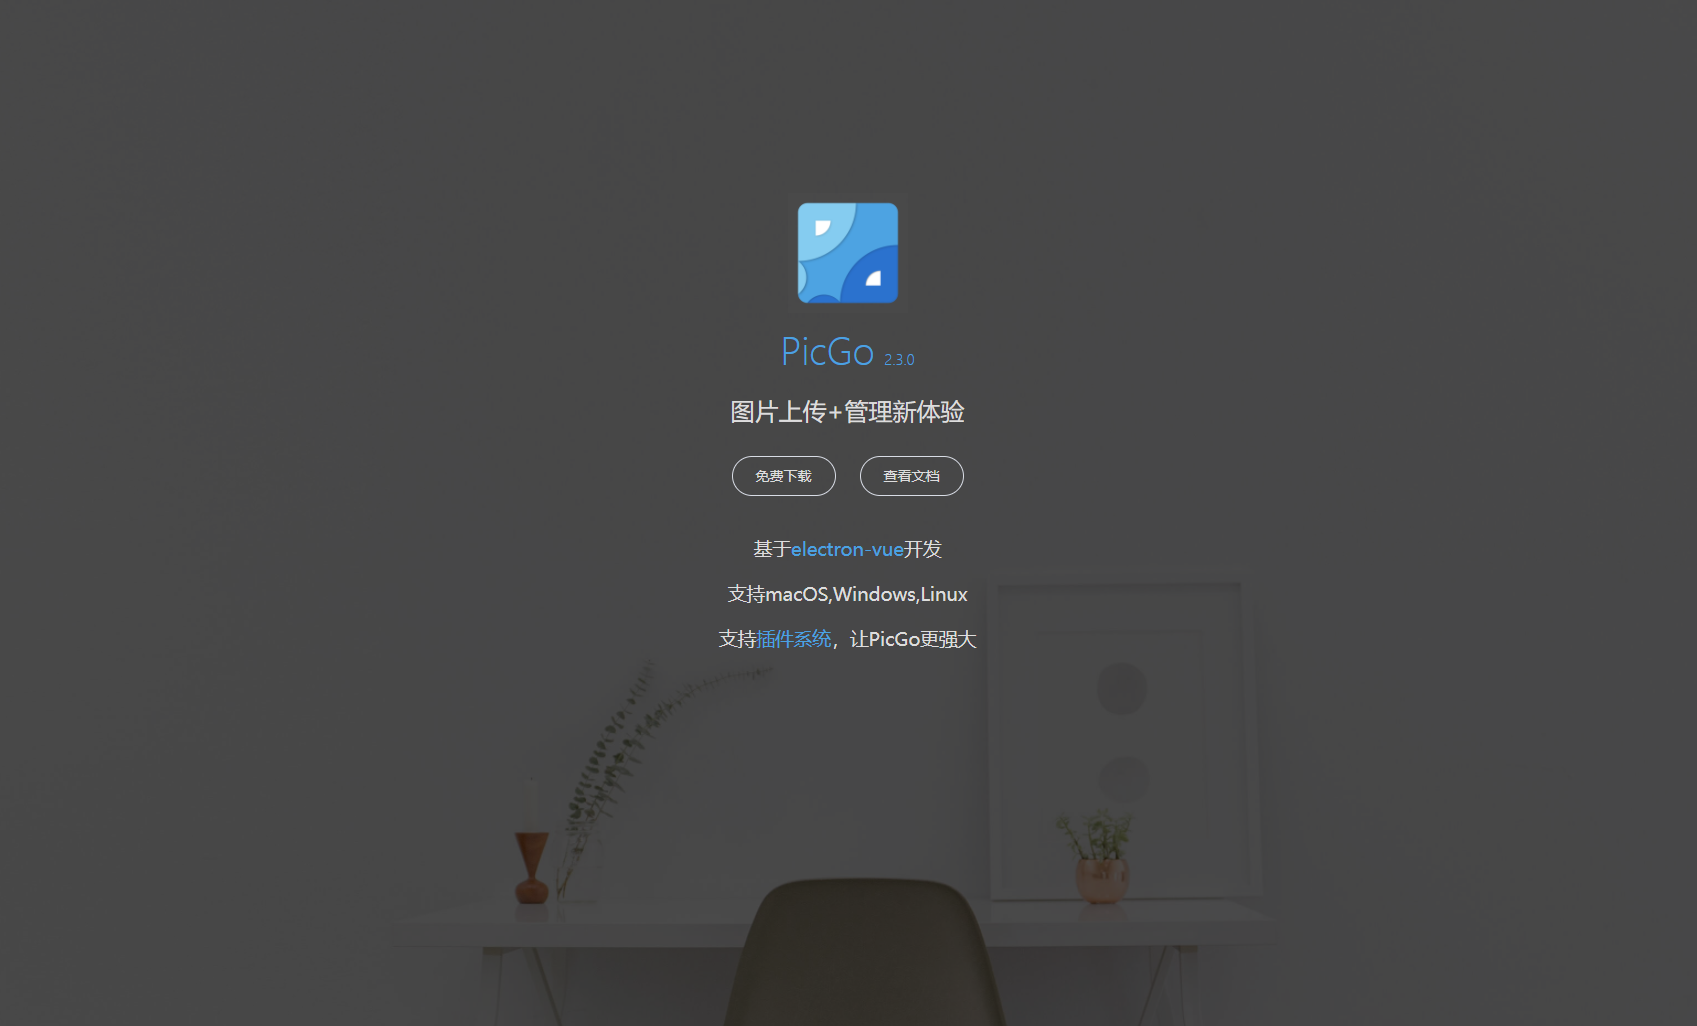 PicGo 2.3.0
图片上传+管理新体验
免费下载 查看文档
基于electron-vue开发
支持macOS,Windows,Linux
支持插件系统，让PicGo更强大